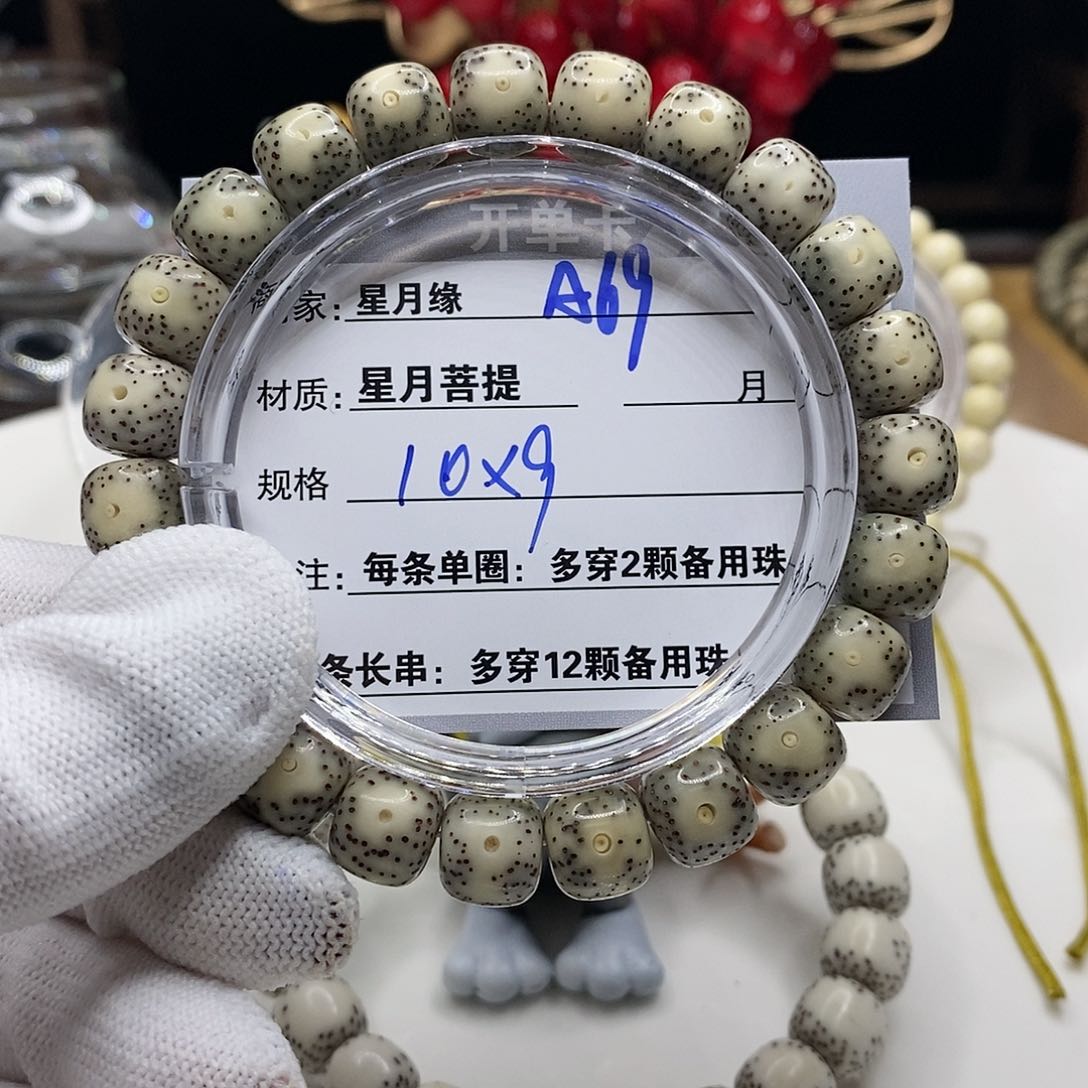 开单卡
商家：星月缘 A69
材质：星月菩提 月
规格 10x9
注：每条单圈：多穿2颗备用珠
条长串：多穿12颗备用珠